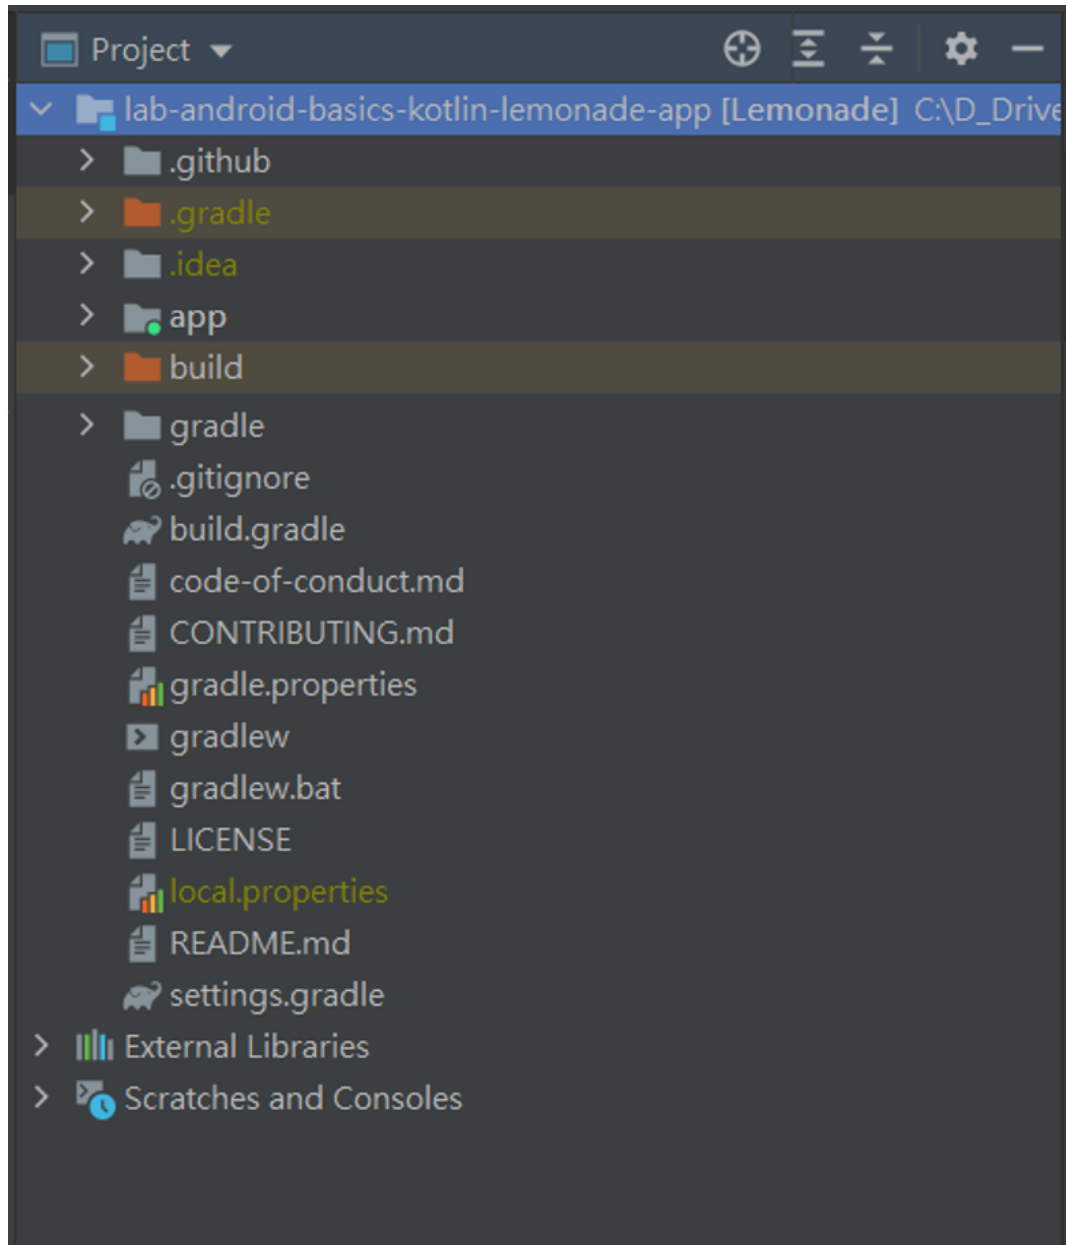 Project
lab-android-basics-kotlin-lemonade-app [Lemonade] C:\D_Drive
.github
.gradle
.idea
app
build
gradle
.gitignore
build.gradle
code-of-conduct.md
CONTRIBUTING.md
gradle.properties
gradlew
gradlew.bat
LICENSE
local.properties
README.md
settings.gradle
External Libraries
Scratches and Consoles